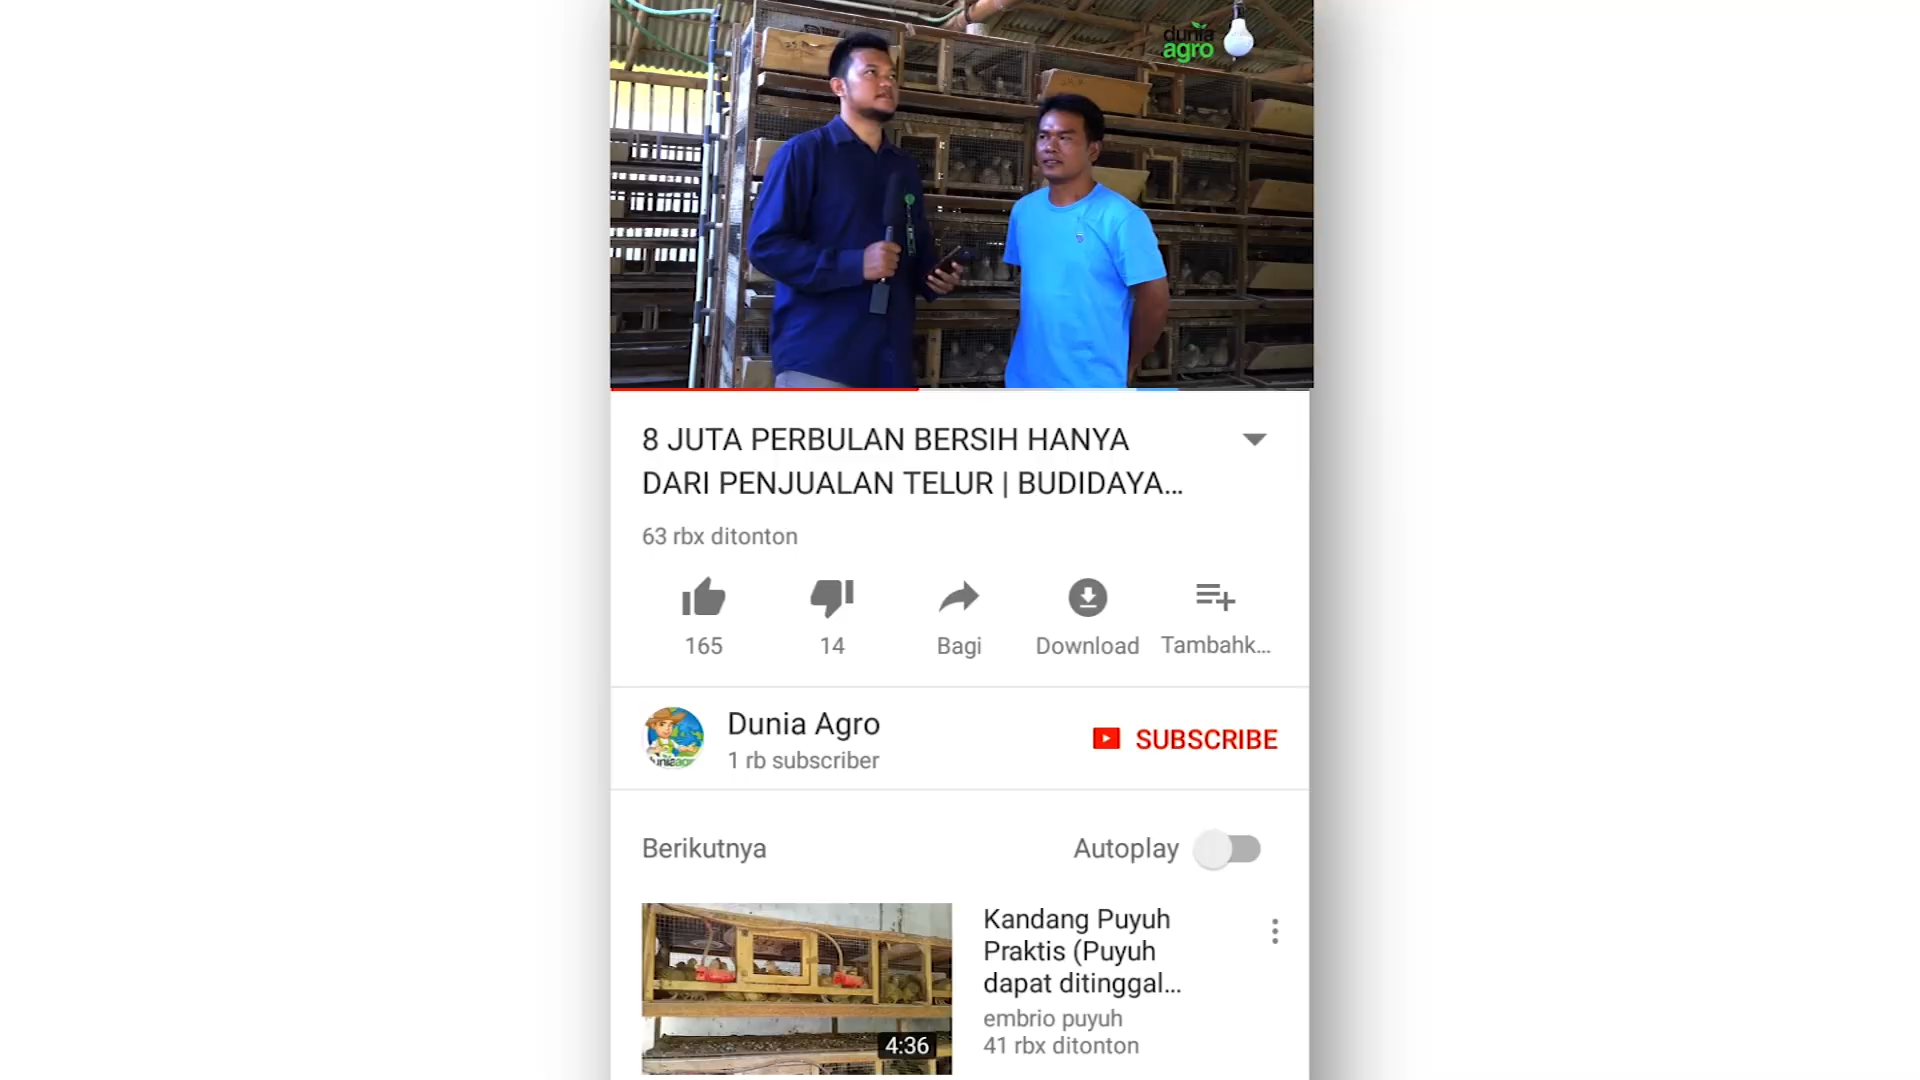 dunia
agro
8 JUTA PERBULAN BERSIH HANYA
DARI PENJUALAN TELUR | BUDIDAYA...
63 rbx ditonton
165
14
Bagi
Download
Tambahk...
Dunia Agro
1 rb subscriber
SUBSCRIBE
Berikutnya
Autoplay
Kandang Puyuh
Praktis (Puyuh
dapat ditinggal...
embrio puyuh
41 rbx ditonton
4:36